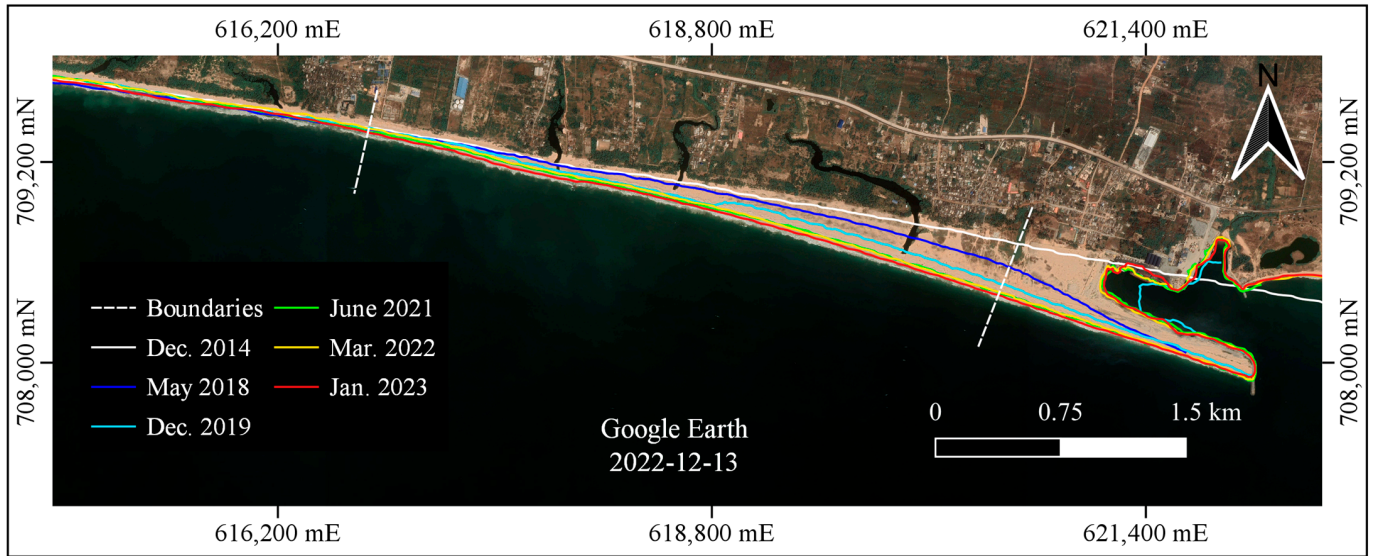 616,200 mE 618,800 mE 621,400 mE
709,200 mN
709,200 mN
N
Boundaries
June 2021
Dec. 2014
Mar. 2022
May 2018
Jan. 2023
Dec. 2019
708,000 mN
708,000 mN
0 0.75 1.5 km
Google Earth
2022-12-13
616,200 mE 618,800 mE 621,400 mE